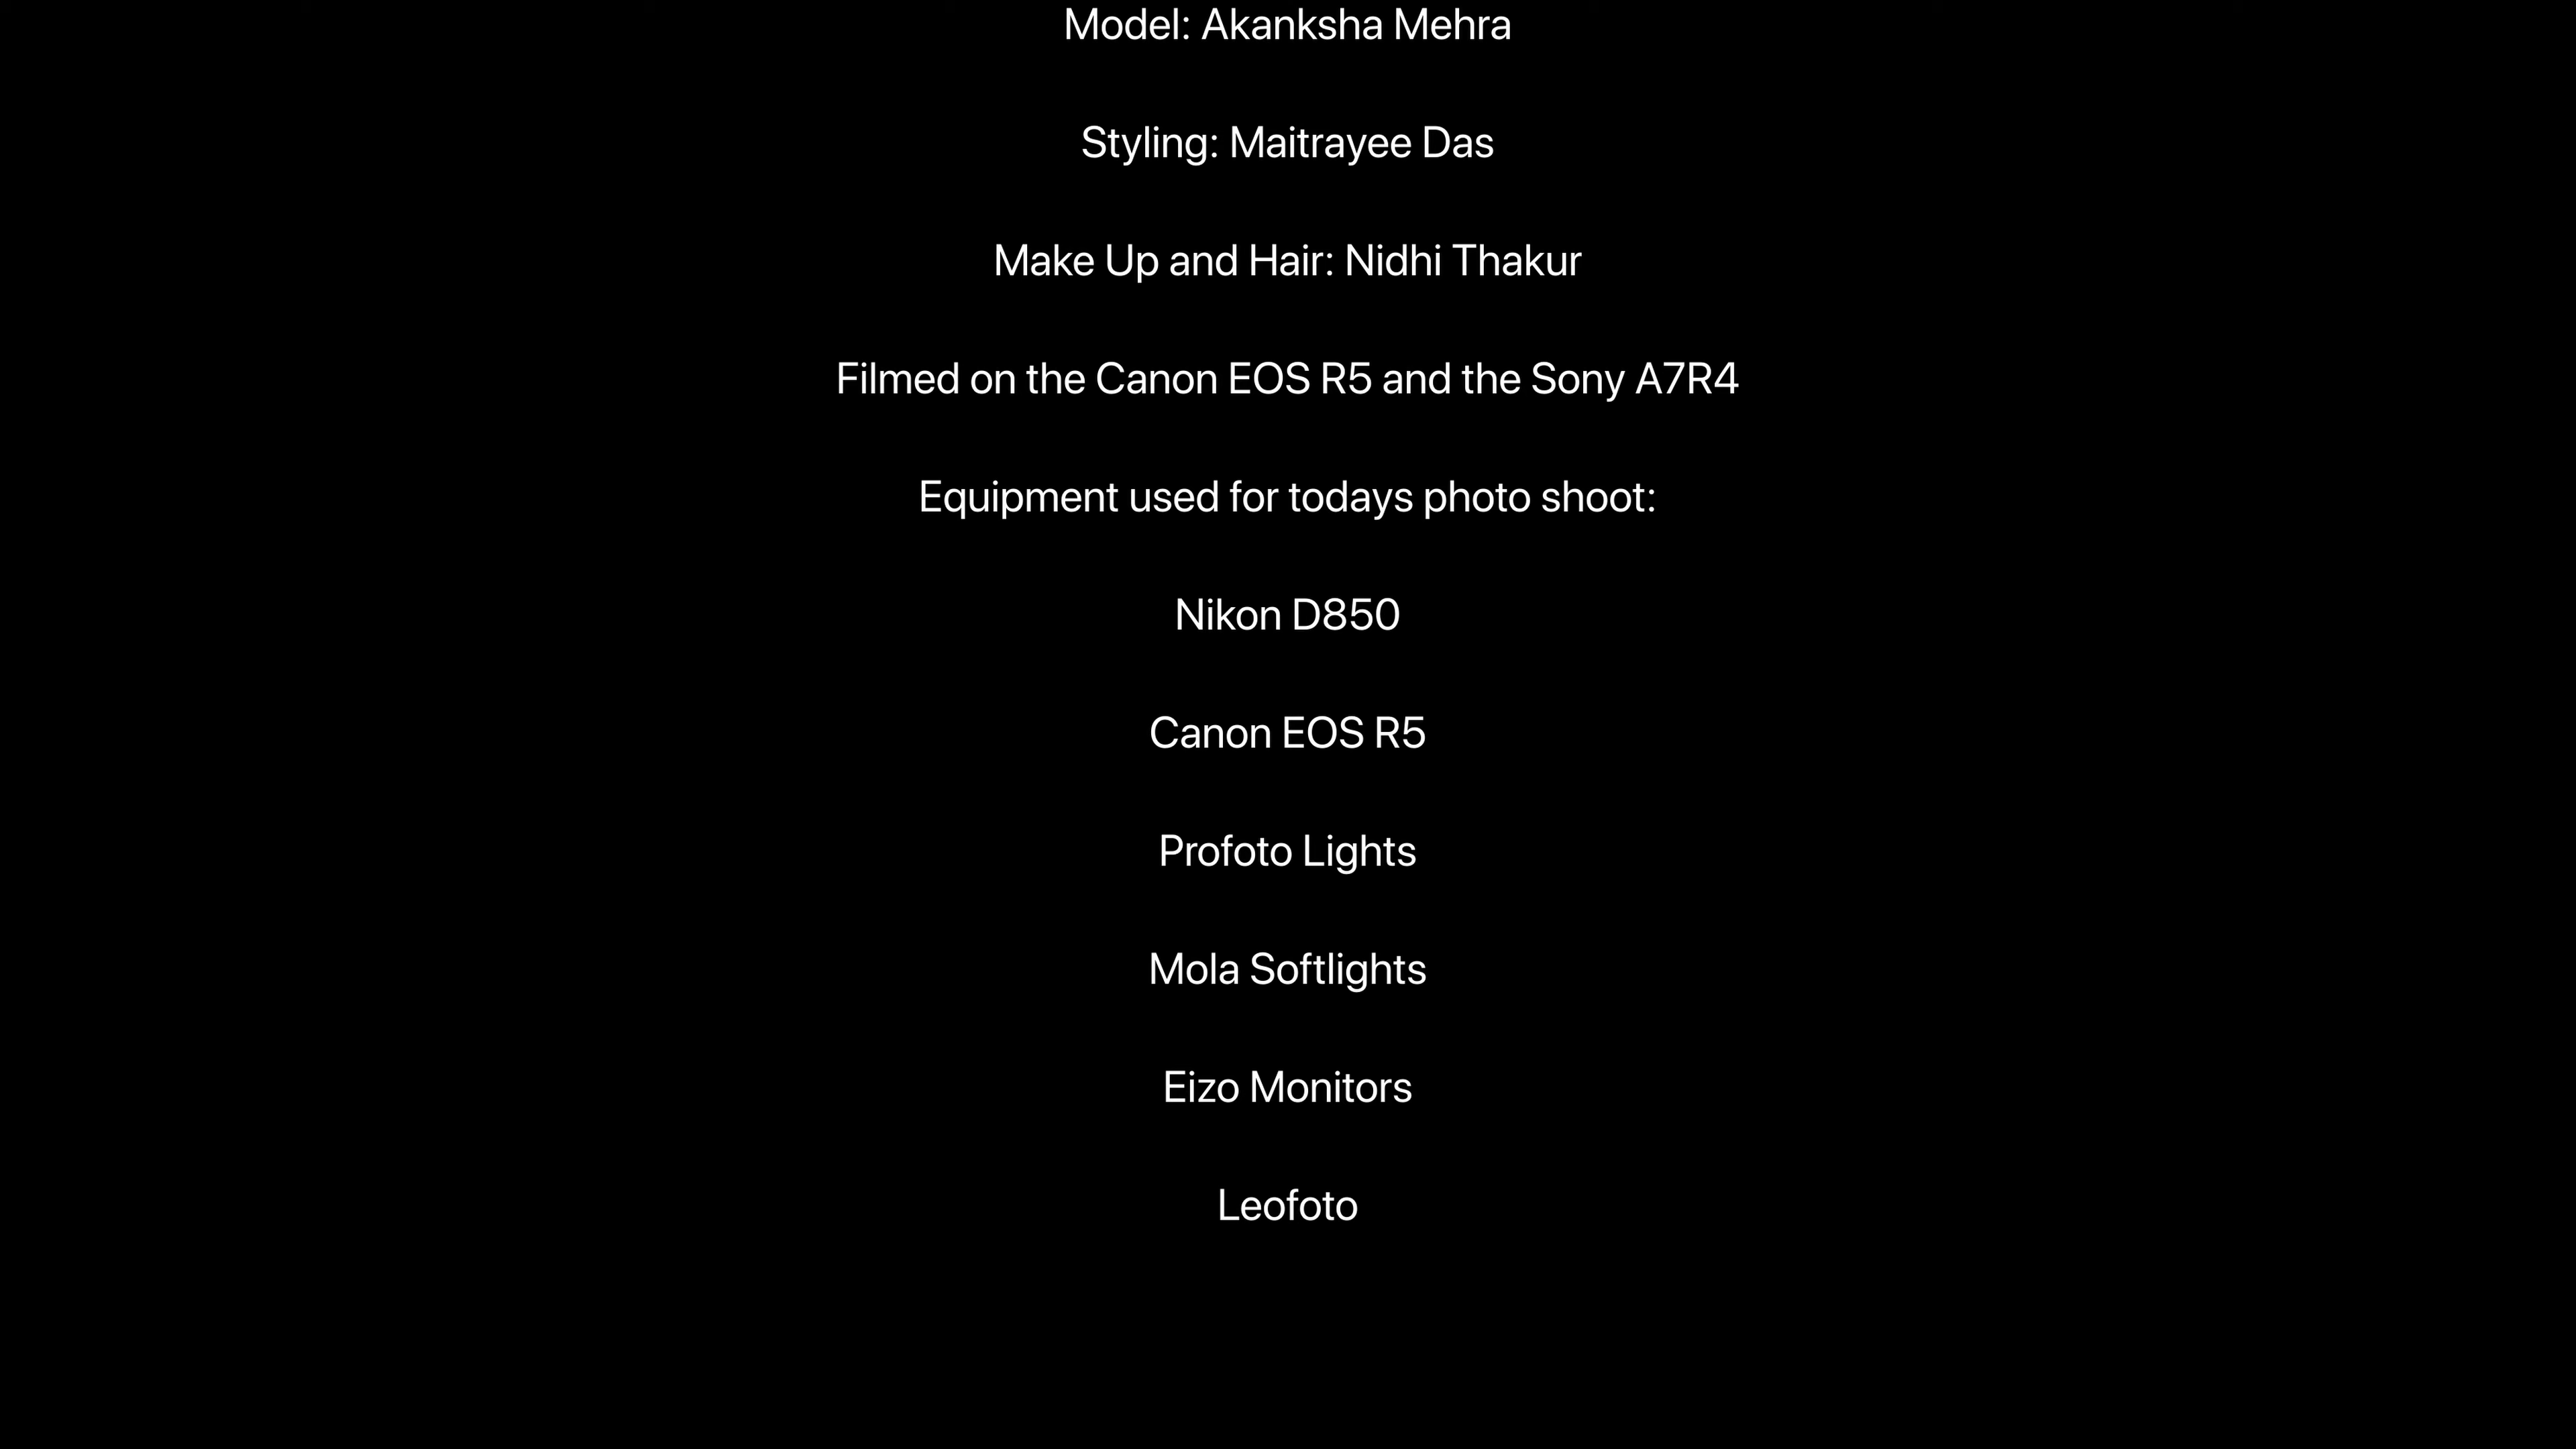 Model: Akanksha Mehra
Styling: Maitrayee Das
Make Up and Hair: Nidhi Thakur
Filmed on the Canon EOS R5 and the Sony A7R4
Equipment used for todays photo shoot:
Nikon D850
Canon EOS R5
Profoto Lights
Mola Softlights
Eizo Monitors
Leofoto